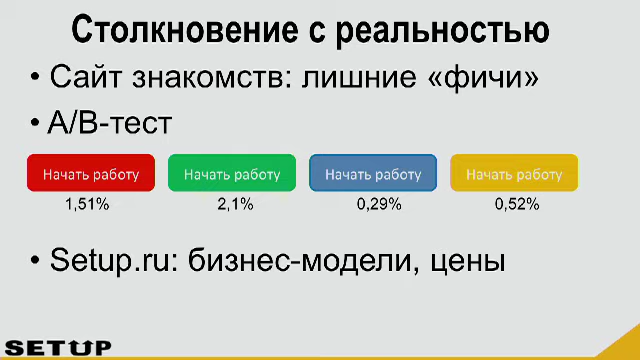 Столкновение с реальностью
• Сайт знакомств: лишние «фичи»
• A/B-тест
Начать работу Начать работу Начать работу Начать работу
1,51% 2,1% 0,29% 0,52%
• Setup.ru: бизнес-модели, цены
SETUP